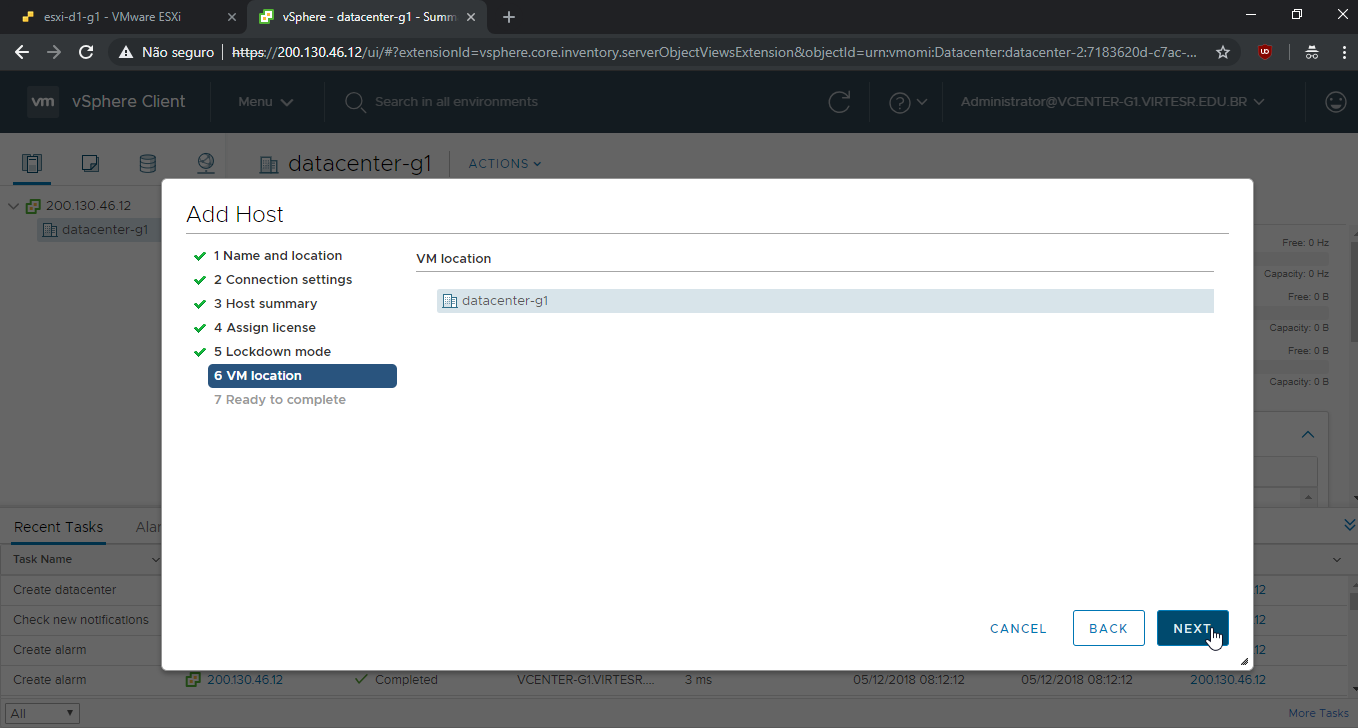 esxi-d1-g1 - VMware ESXi
vSphere - datacenter-g1 - Summ
Não seguro
https://200.130.46.12/ui/#?extensionId=vsphere.core.inventory.serverObjectViewsExtension&objectId=urn:vmomi:Datacenter:datacenter-2:7183620d-c7ac-...
vm vSphere Client
Menu
Search in all environments
Administrator@VCENTER-G1.VIRTESR.EDU.BR
datacenter-g1
ACTIONS
200.130.46.12
datacenter-g1
Free: 0 Hz
Capacity: 0 Hz
Free: 0 B
Capacity: 0 B
Free: 0 B
Capacity: 0 B
Add Host
1 Name and location
2 Connection settings
3 Host summary
4 Assign license
5 Lockdown mode
6 VM location
7 Ready to complete
VM location
datacenter-g1
CANCEL
BACK
NEXT
Recent Tasks
Alar
Task Name
Create datacenter
12
Check new notifications
12
Create alarm
12
Create alarm 200.130.46.12 Completed VCENTER-G1.VIRTESR.... 3 ms 05/12/2018 08:12:12 05/12/2018 08:12:12 200.130.46.12
All
More Tasks